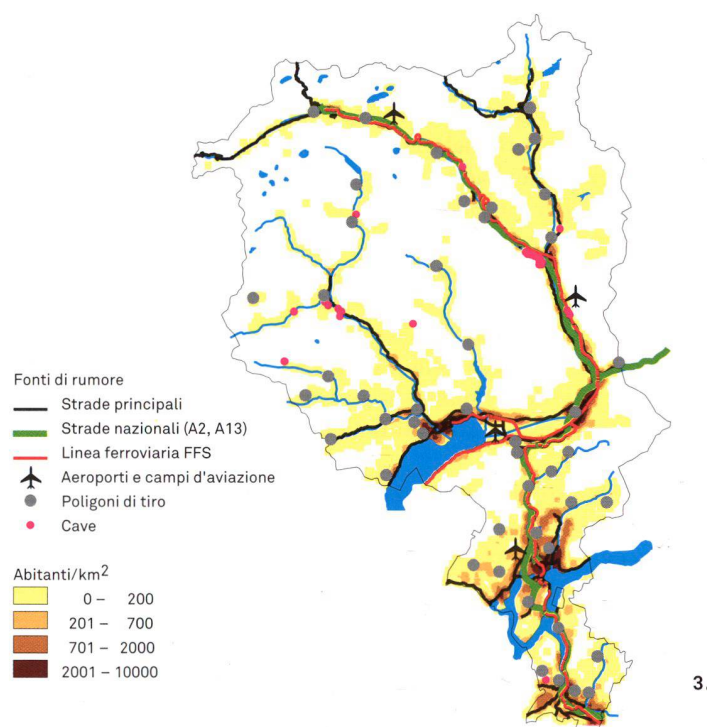 Fonti di rumore
Strade principali
Strade nazionali (A2, A13)
Linea ferroviaria FFS
Aeroporti e campi d'aviazione
Poligoni di tiro
Cave
Abitanti/km2
0 – 200
201 – 700
701 – 2000
2001 – 10000
3.